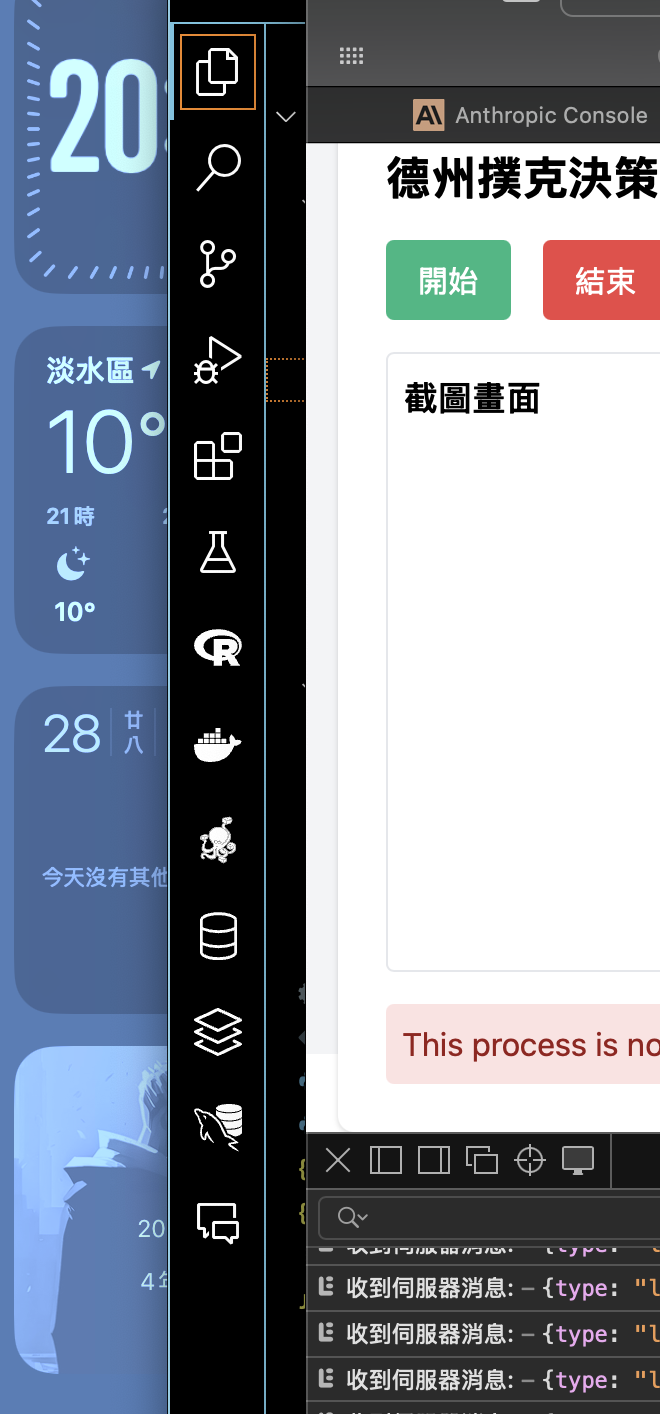 20
淡水區
10°
21時
10°
28
廿八
今天沒有其他
20
4年
R
A\ Anthropic Console
德州撲克決策
開始 結束
截圖畫面
This process is no
收到伺服器消息: – {type: "l
收到伺服器消息: – {type: "l
收到伺服器消息: – {type: "l
收到伺服器消息: – {type: "l